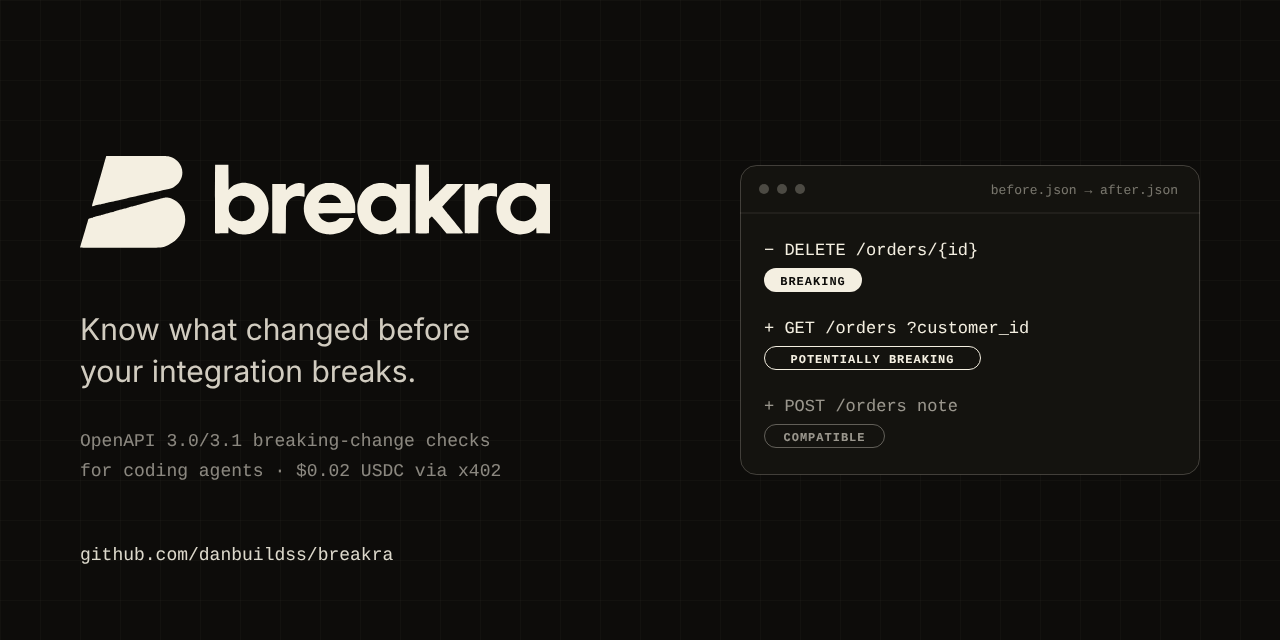 breakra
Know what changed before
your integration breaks.
OpenAPI 3.0/3.1 breaking-change checks
for coding agents · $0.02 USDC via x402
github.com/danbuildss/breakra
before.json → after.json
− DELETE /orders/{id}
BREAKING
+ GET /orders ?customer_id
POTENTIALLY BREAKING
+ POST /orders note
COMPATIBLE